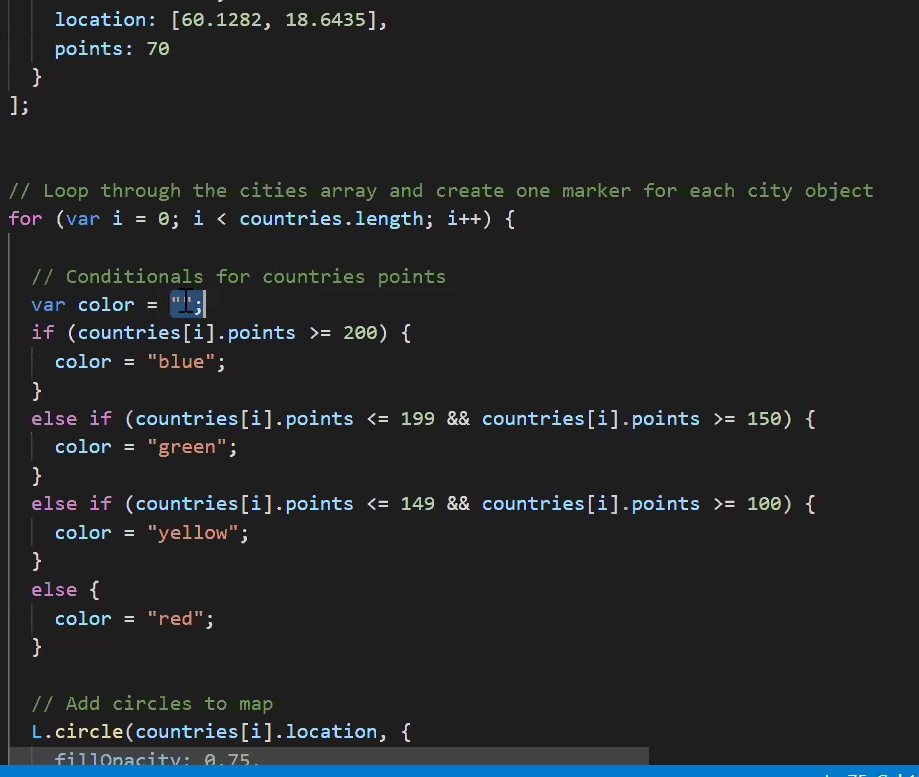 location: [60.1282, 18.6435],
points: 70
}
];
// Loop through the cities array and create one marker for each city object
for (var i = 0; i < countries.length; i++) {
// Conditionals for countries points
var color = "";
if (countries[i].points >= 200) {
color = "blue";
}
else if (countries[i].points <= 199 && countries[i].points >= 150) {
color = "green";
}
else if (countries[i].points <= 149 && countries[i].points >= 100) {
color = "yellow";
}
else {
color = "red";
}
// Add circles to map
L.circle(countries[i].location, {
fillOpacity: 0.75,